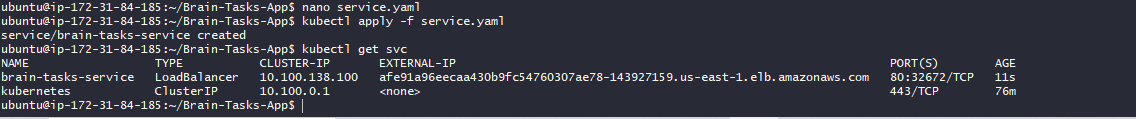 ubuntu@ip-172-31-84-185:~/Brain-Tasks-App$ nano service.yaml
ubuntu@ip-172-31-84-185:~/Brain-Tasks-App$ kubectl apply -f service.yaml
service/brain-tasks-service created
ubuntu@ip-172-31-84-185:~/Brain-Tasks-App$ kubectl get svc
NAME TYPE CLUSTER-IP EXTERNAL-IP PORT(S) AGE
brain-tasks-service LoadBalancer 10.100.138.100 afe91a96eecaa430b9fc54760307ae78-143927159.us-east-1.elb.amazonaws.com 80:32672/TCP 11s
kubernetes ClusterIP 10.100.0.1 <none> 443/TCP 76m
ubuntu@ip-172-31-84-185:~/Brain-Tasks-App$